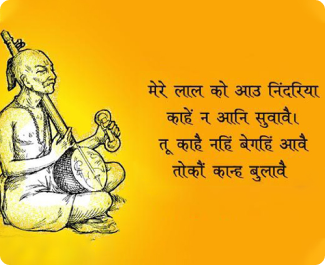 मेरे लाल को आउ निंदरिया
काहें न आनि सुवावै।
तू काहै नहिं बेगहिं आवै
तोकौं कान्ह बुलावै